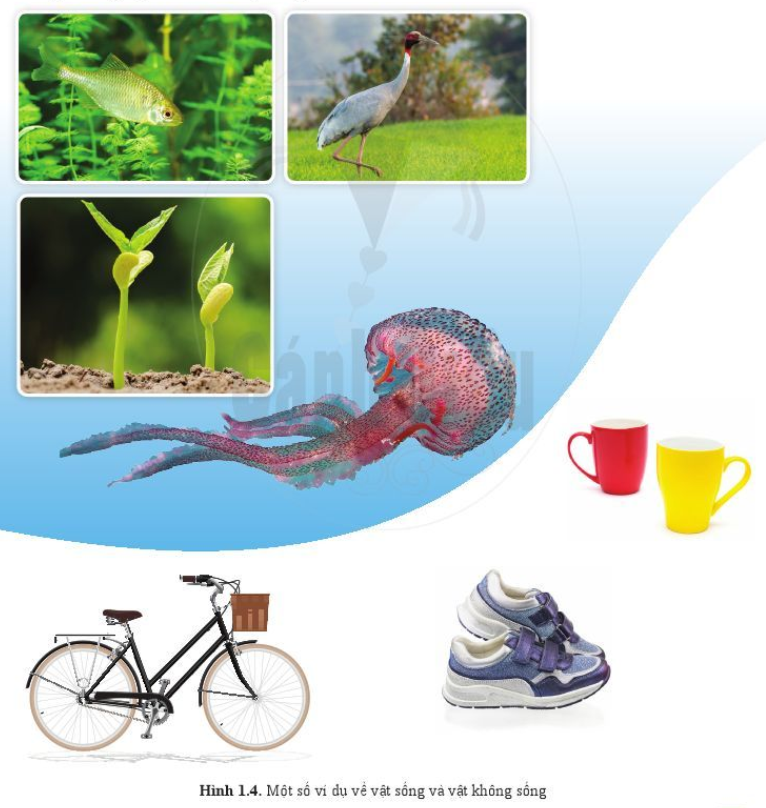 Hình 1.4. Một số ví dụ về vật sống và vật không sống